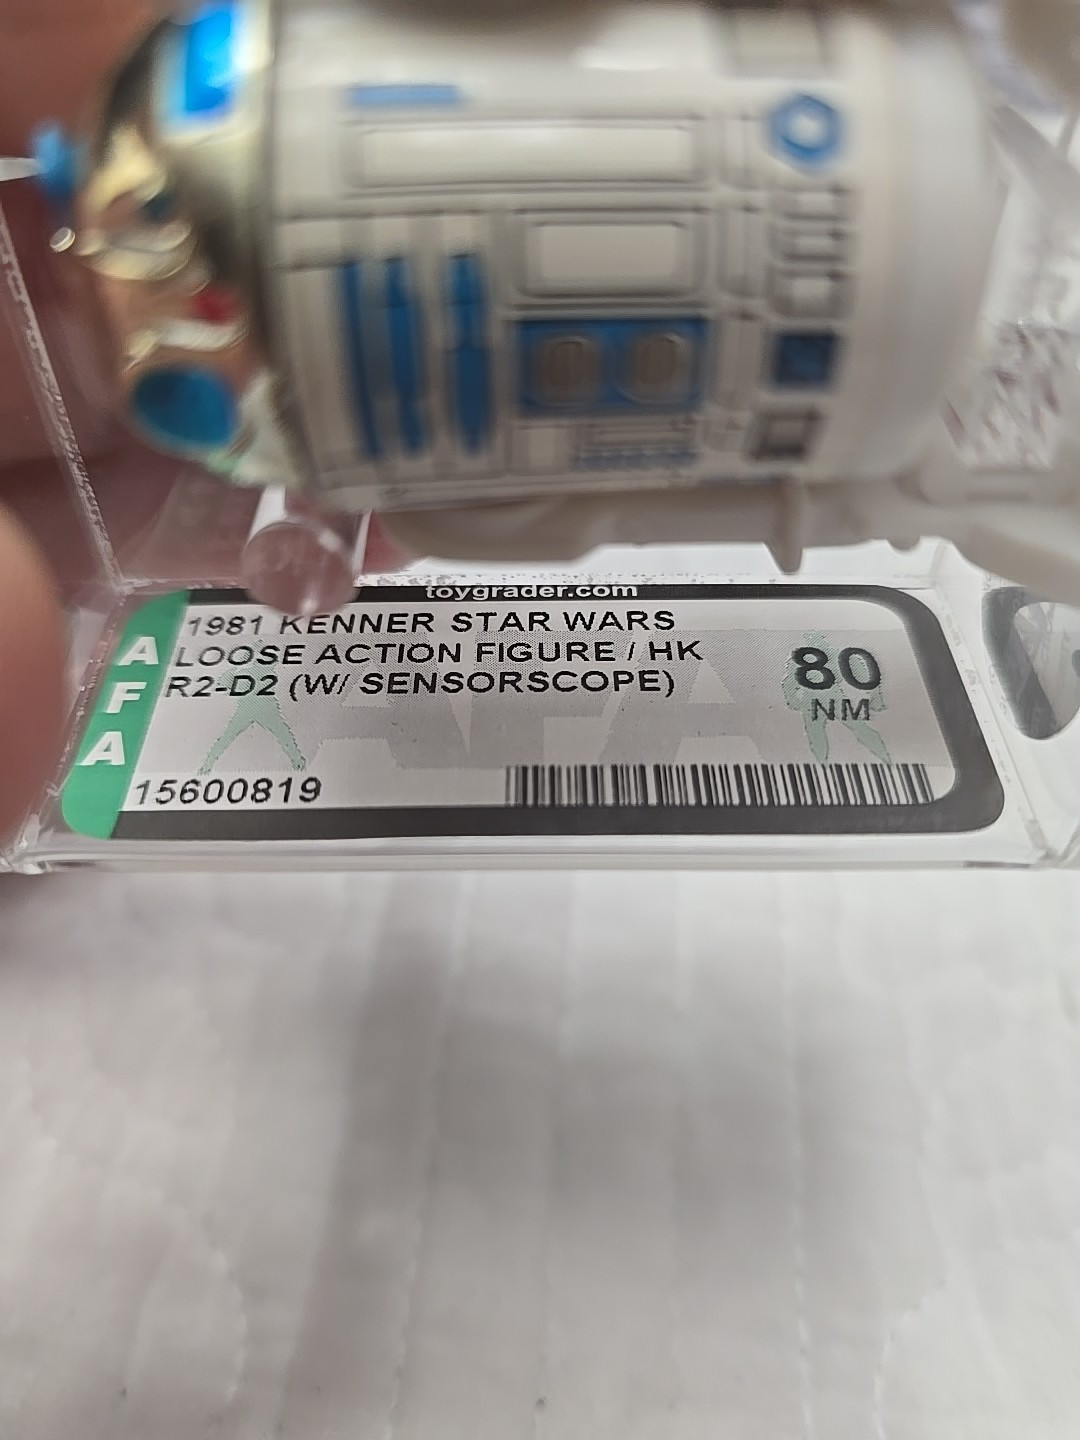 toygrader.com
1981 KENNER STAR WARS
LOOSE ACTION FIGURE / HK
R2-D2 (W/ SENSORSCOPE)
80
NM
AFA
15600819